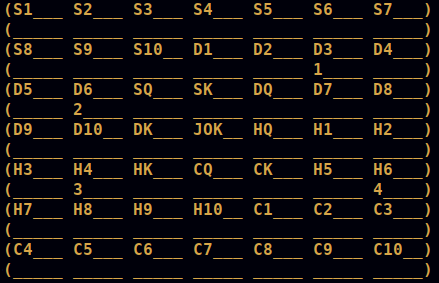 (S1___ S2___ S3___ S4___ S5___ S6___ S7___)
(_____ _____ _____ _____ _____ _____ _____)
(S8___ S9___ S10__ D1___ D2___ D3___ D4___)
(_____ _____ _____ _____ _____ 1____ _____)
(D5___ D6___ SQ___ SK___ DQ___ D7___ D8___)
(_____ 2____ _____ _____ _____ _____ _____)
(D9___ D10__ DK___ JOK__ HQ___ H1___ H2___)
(_____ _____ _____ _____ _____ _____ _____)
(H3___ H4___ HK___ CQ___ CK___ H5___ H6___)
(_____ 3____ _____ _____ _____ _____ 4____)
(H7___ H8___ H9___ H10__ C1___ C2___ C3___)
(_____ _____ _____ _____ _____ _____ _____)
(C4___ C5___ C6___ C7___ C8___ C9___ C10__)
(_____ _____ _____ _____ _____ _____ _____)